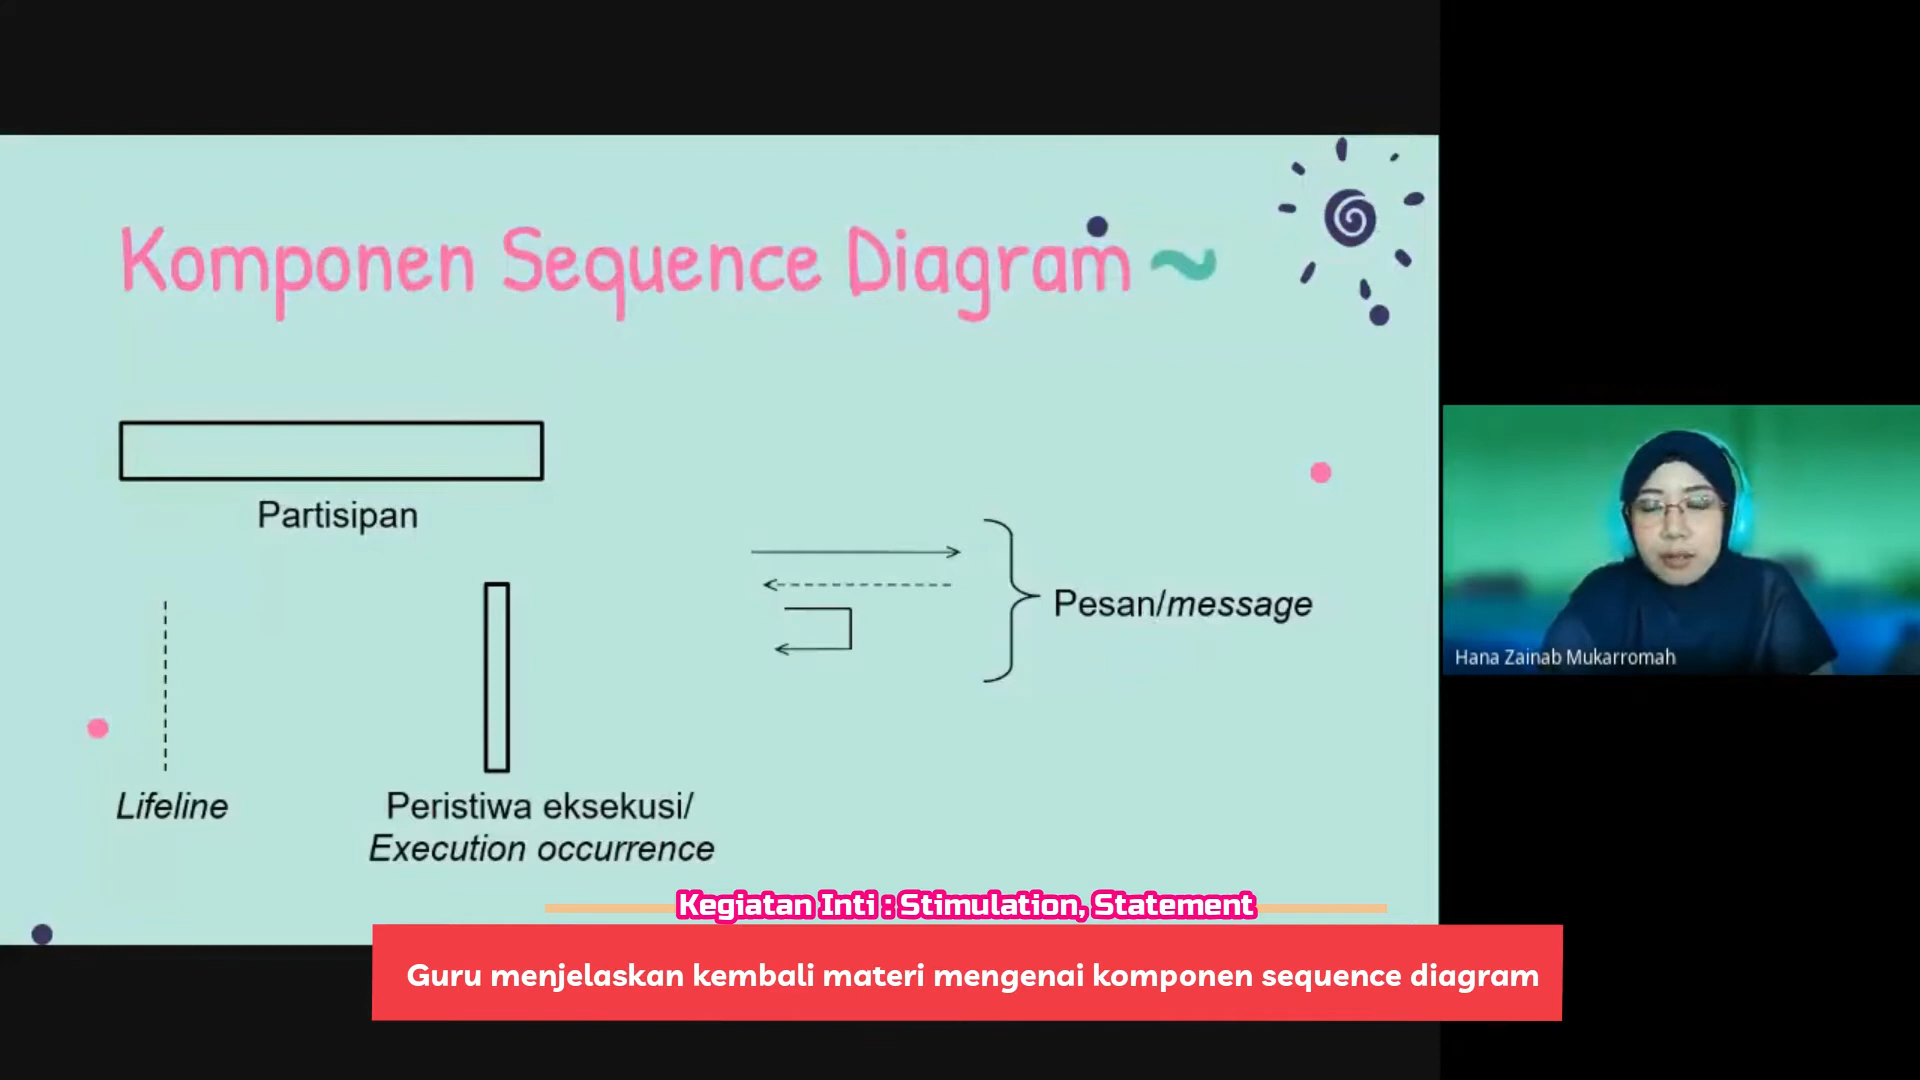 Komponen Sequence Diagram ~
Partisipan
Pesan/message
Lifeline
Peristiwa eksekusi/
Execution occurrence
Hana Zainab Mukarromah
Kegiatan Inti : Stimulation, Statement
Guru menjelaskan kembali materi mengenai komponen sequence diagram